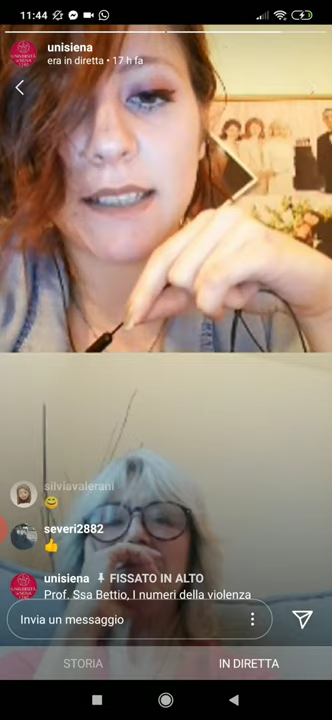 11:44
unisiena
era in diretta • 17 h fa
silviavalerani
😄
severi2882
👍
unisiena 📌 FISSATO IN ALTO
Prof. Ssa Bettio, I numeri della violenza
Invia un messaggio
STORIA
IN DIRETTA